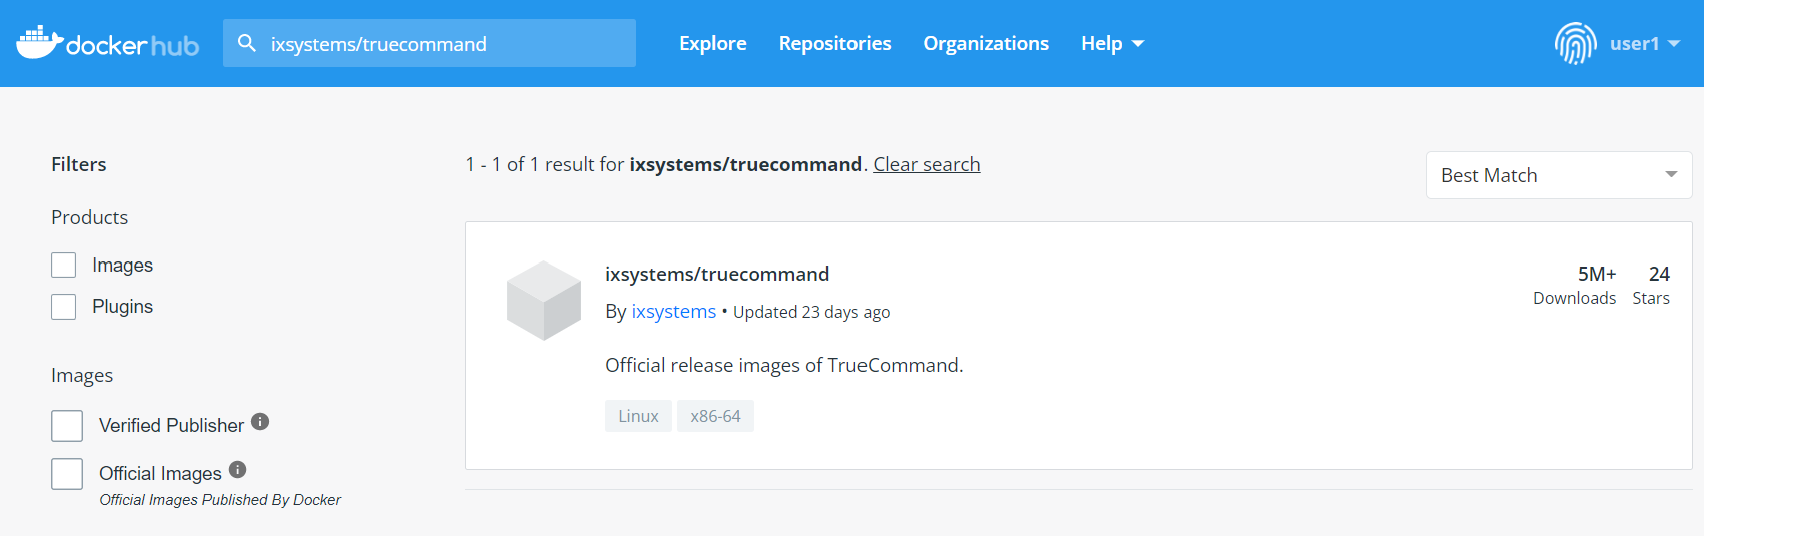 docker hub
ixsystems/truecommand
Explore
Repositories
Organizations
Help
user1
Filters
Products
Images
Plugins
Images
Verified Publisher
Official Images
Official Images Published By Docker
1 - 1 of 1 result for ixsystems/truecommand. Clear search
Best Match
ixsystems/truecommand
By ixsystems • Updated 23 days ago
Official release images of TrueCommand.
Linux
x86-64
5M+
Downloads
24
Stars